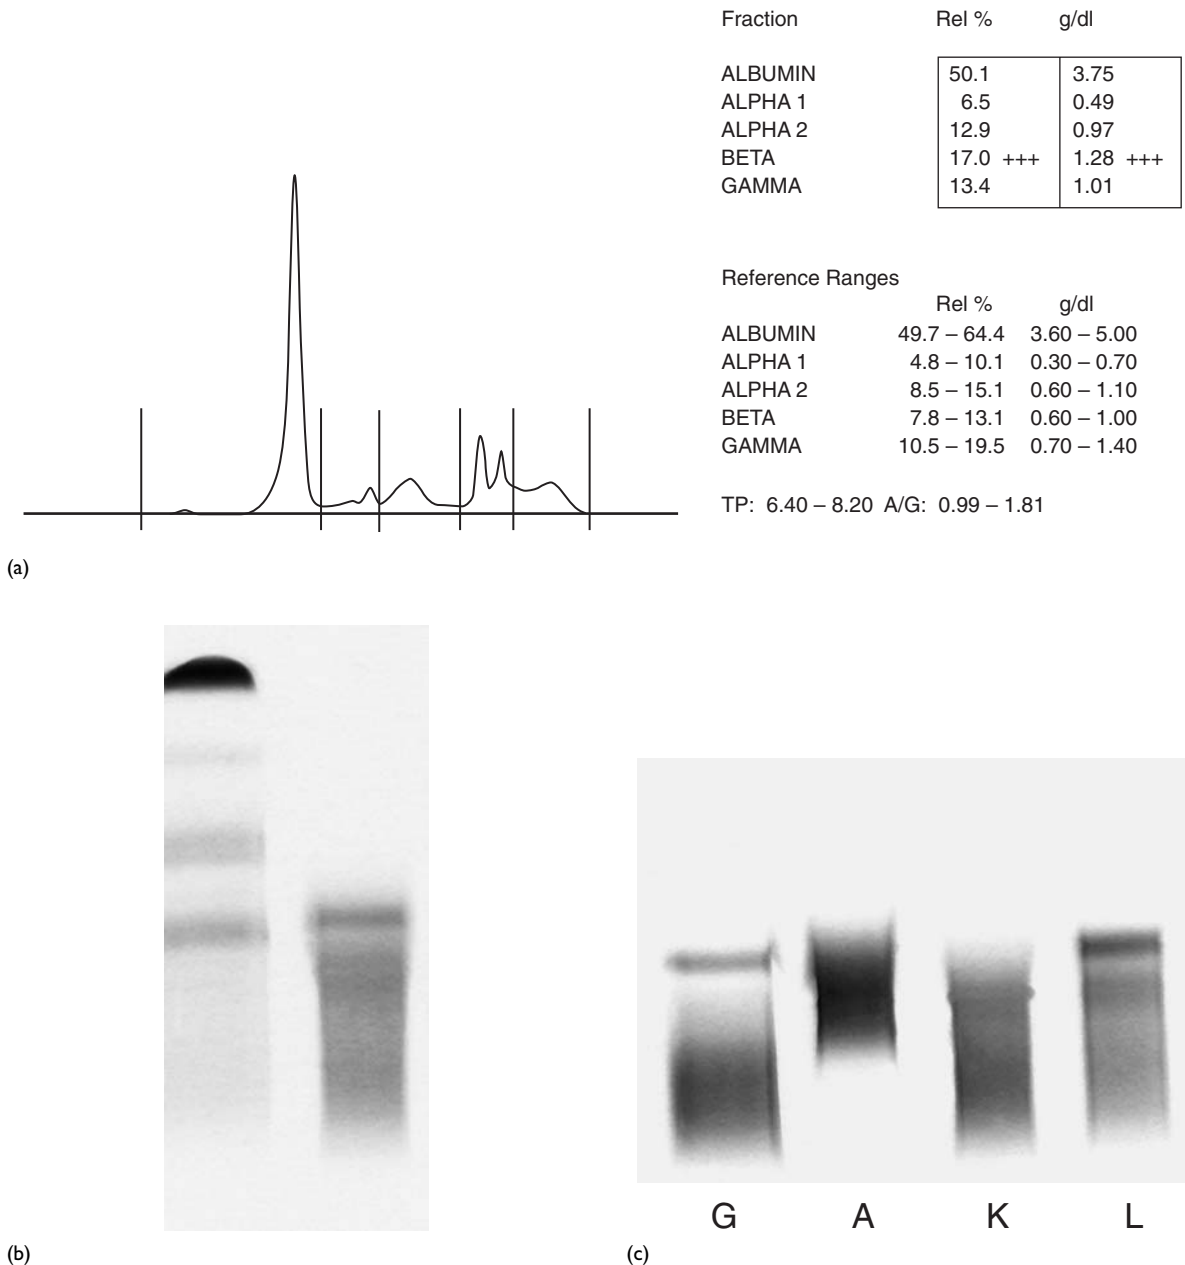 Fraction Rel % g/dl
ALBUMIN 50.1 3.75
ALPHA 1 6.5 0.49
ALPHA 2 12.9 0.97
BETA 17.0 +++ 1.28 +++
GAMMA 13.4 1.01
Reference Ranges
Rel % g/dl
ALBUMIN 49.7 – 64.4 3.60 – 5.00
ALPHA 1 4.8 – 10.1 0.30 – 0.70
ALPHA 2 8.5 – 15.1 0.60 – 1.10
BETA 7.8 – 13.1 0.60 – 1.00
GAMMA 10.5 – 19.5 0.70 – 1.40
TP: 6.40 – 8.20 A/G: 0.99 – 1.81
(a)
G A K L
(b) (c)